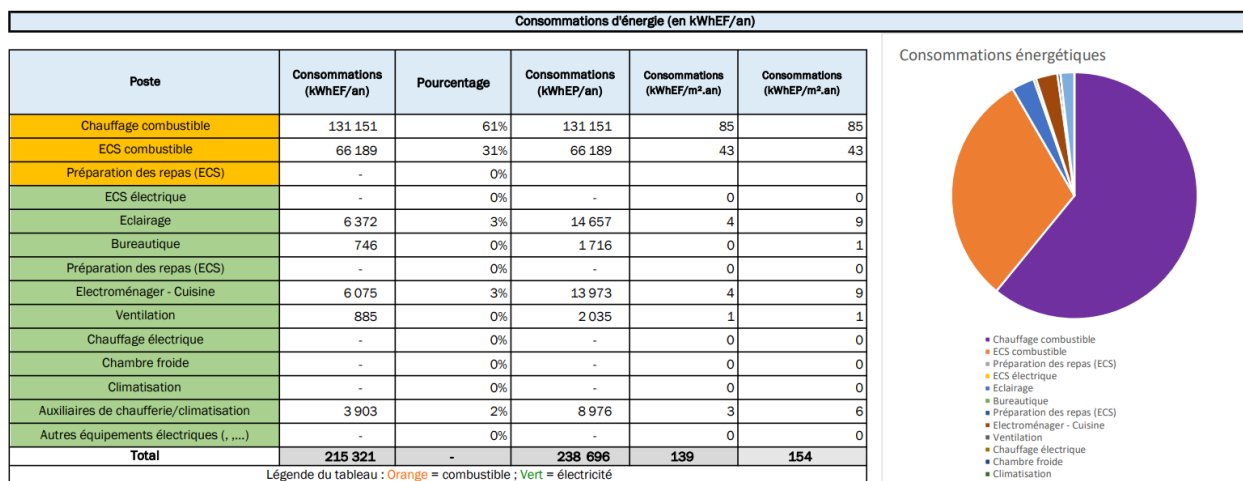 Consommations d'énergie (en kWhEF/an)
Poste Consommations (kWhEF/an) Pourcentage Consommations (kWhEP/an) Consommations (kWhEF/m².an) Consommations (kWhEP/m².an)
Chauffage combustible 131 151 61% 131 151 85 85
ECS combustible 66 189 31% 66 189 43 43
Préparation des repas (ECS) - 0%
ECS électrique - 0% - 0 0
Eclairage 6 372 3% 14 657 4 9
Bureautique 746 0% 1 716 0 1
Préparation des repas (ECS) - 0% - 0 0
Electroménager - Cuisine 6 075 3% 13 973 4 9
Ventilation 885 0% 2 035 1 1
Chauffage électrique - 0% - 0 0
Chambre froide - 0% - 0 0
Climatisation - 0% - 0 0
Auxiliaires de chaufferie/climatisation 3 903 2% 8 976 3 6
Autres équipements électriques (, ,...) - 0% - 0 0
Total 215 321 - 238 696 139 154
Légende du tableau : Orange = combustible ; Vert = électricité
Consommations énergétiques
Chauffage combustible
ECS combustible
Préparation des repas (ECS)
ECS électrique
Eclairage
Bureautique
Préparation des repas (ECS)
Electroménager - Cuisine
Ventilation
Chauffage électrique
Chambre froide
Climatisation